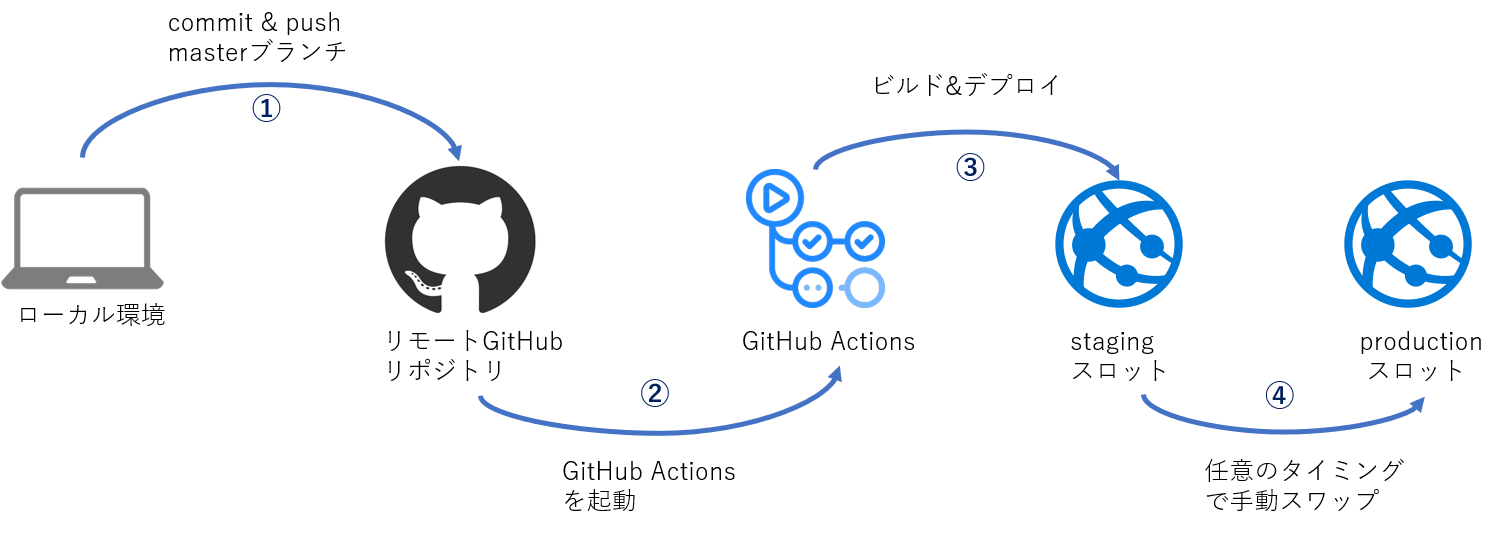 commit & push
masterブランチ
①
ビルド&デプロイ
③
ローカル環境
リモートGitHub
リポジトリ
GitHub Actions
staging
スロット
production
スロット
②
④
GitHub Actions
を起動
任意のタイミング
で手動スワップ